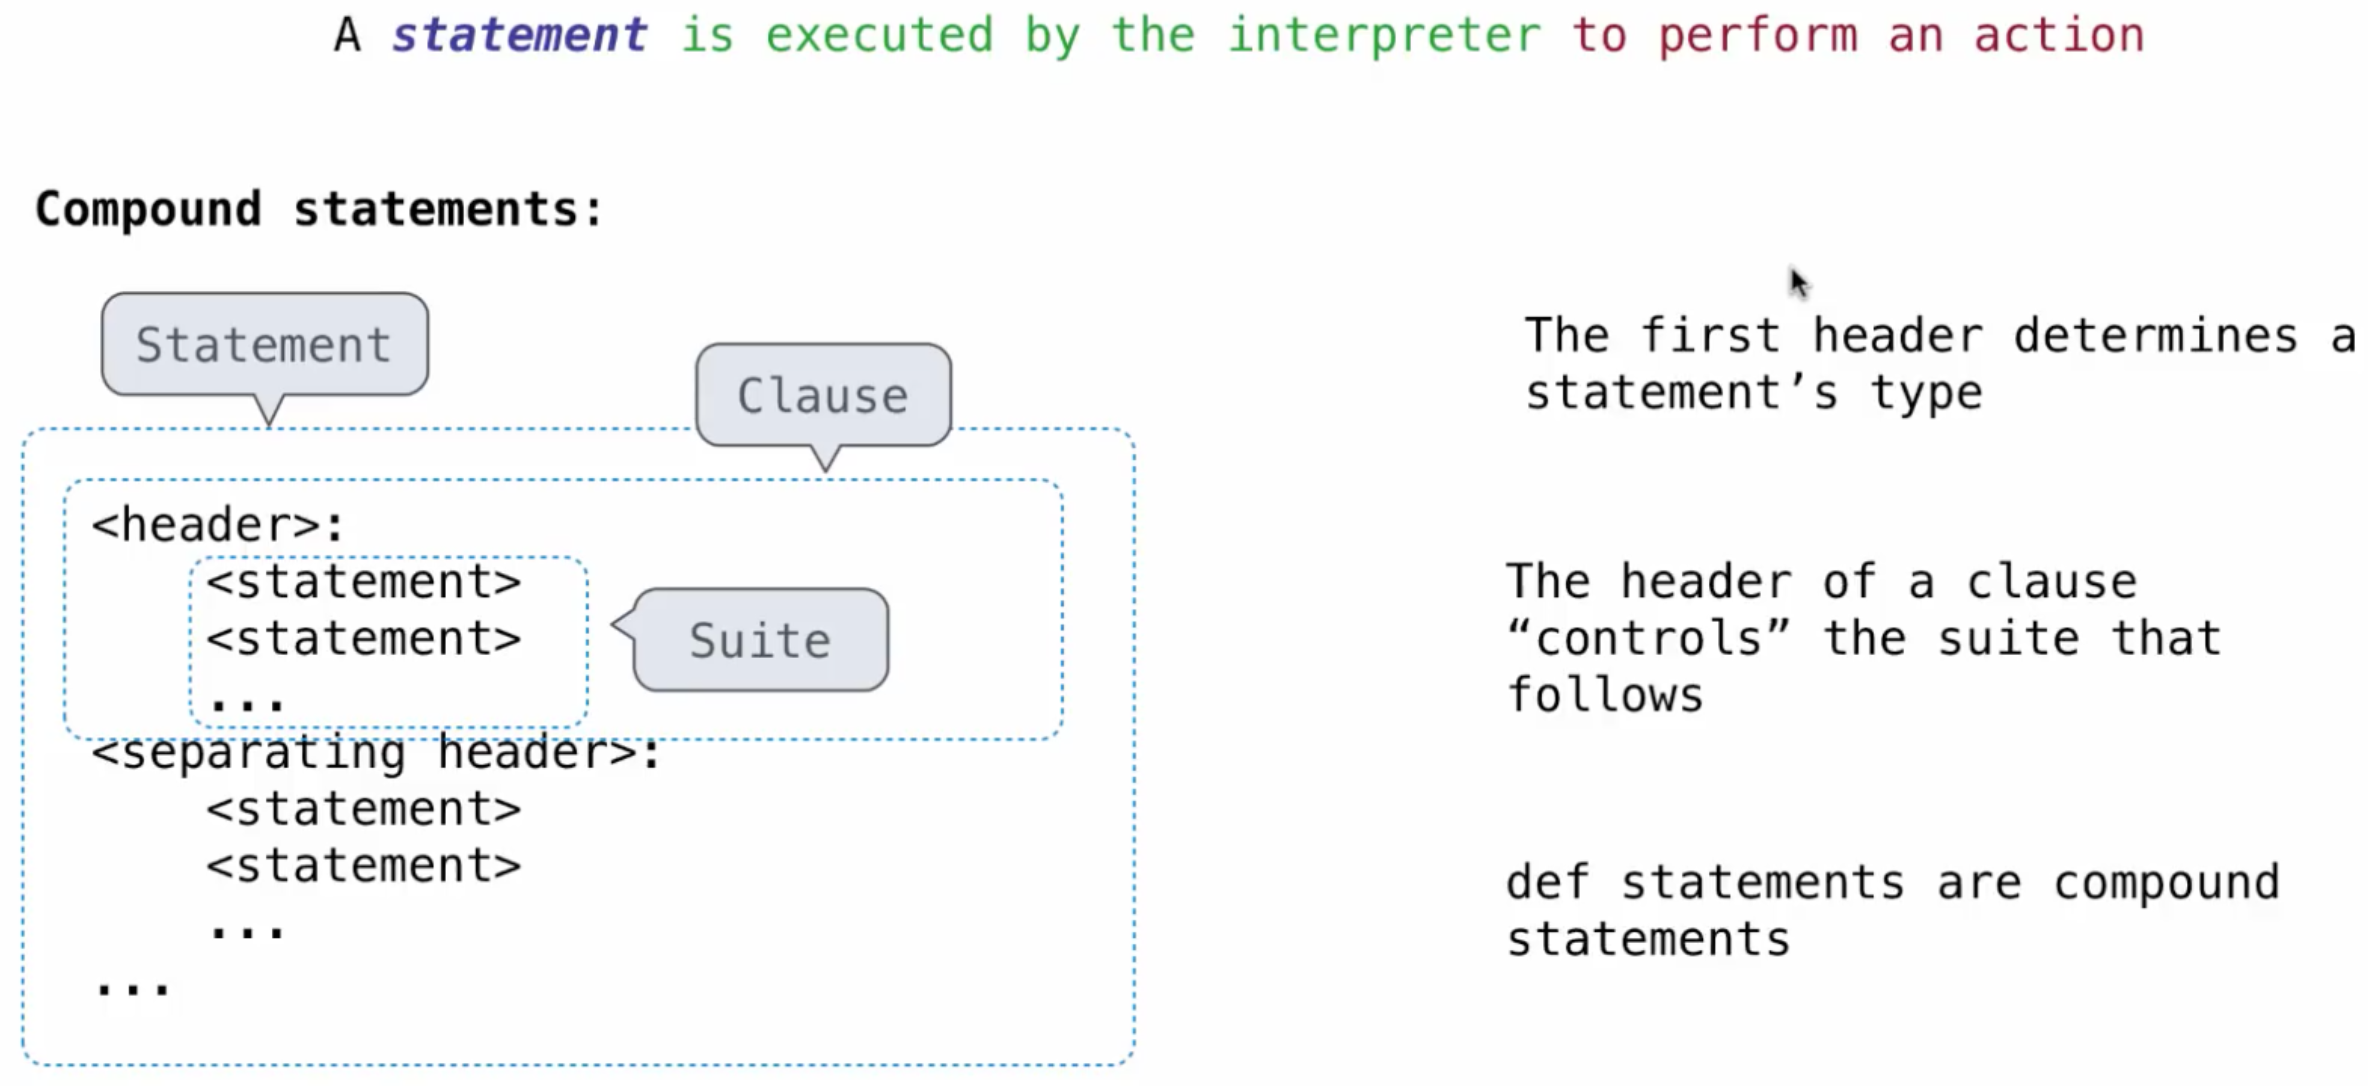 A statement is executed by the interpreter to perform an action
Compound statements:
Statement
Clause
<header>:
<statement>
<statement>
...
Suite
<separating header>:
<statement>
<statement>
...
...
The first header determines a
statement’s type
The header of a clause
“controls” the suite that
follows
def statements are compound
statements